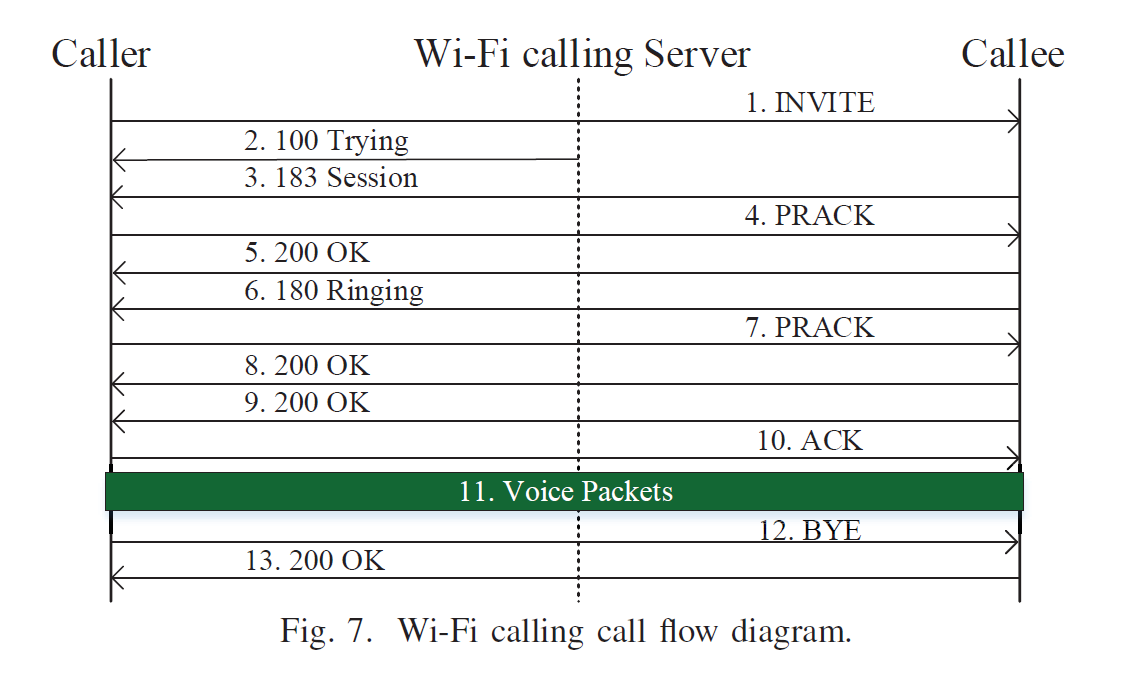 Caller Wi-Fi calling Server Callee
1. INVITE
2. 100 Trying
3. 183 Session
4. PRACK
5. 200 OK
6. 180 Ringing
7. PRACK
8. 200 OK
9. 200 OK
10. ACK
11. Voice Packets
12. BYE
13. 200 OK
Fig. 7. Wi-Fi calling call flow diagram.